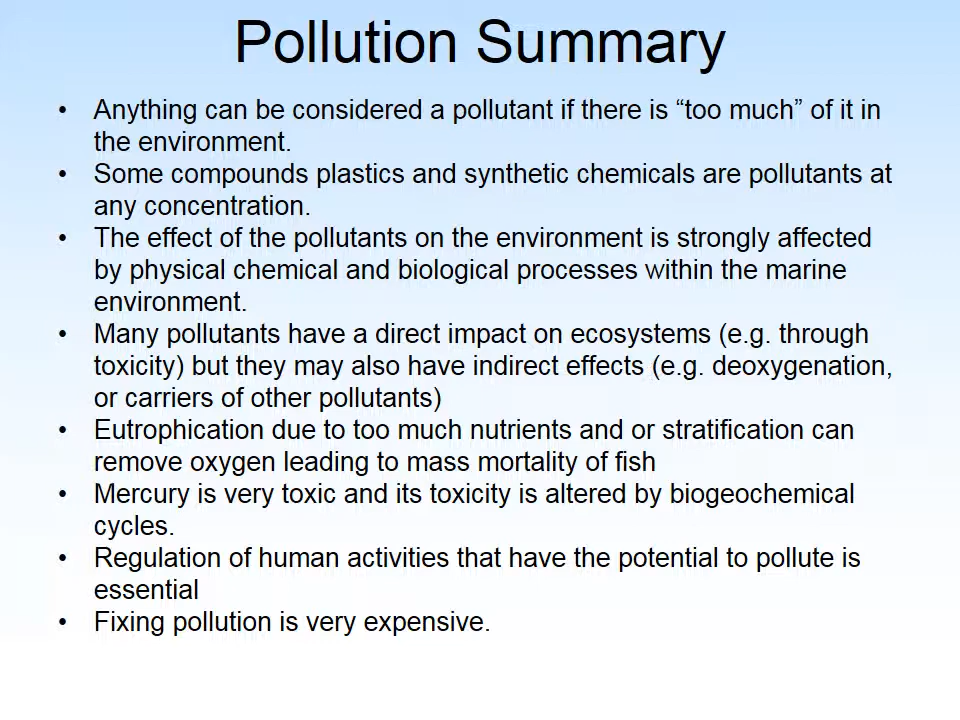 Pollution Summary
• Anything can be considered a pollutant if there is “too much” of it in
the environment.
• Some compounds plastics and synthetic chemicals are pollutants at
any concentration.
• The effect of the pollutants on the environment is strongly affected
by physical chemical and biological processes within the marine
environment.
• Many pollutants have a direct impact on ecosystems (e.g. through
toxicity) but they may also have indirect effects (e.g. deoxygenation,
or carriers of other pollutants)
• Eutrophication due to too much nutrients and or stratification can
remove oxygen leading to mass mortality of fish
• Mercury is very toxic and its toxicity is altered by biogeochemical
cycles.
• Regulation of human activities that have the potential to pollute is
essential
• Fixing pollution is very expensive.